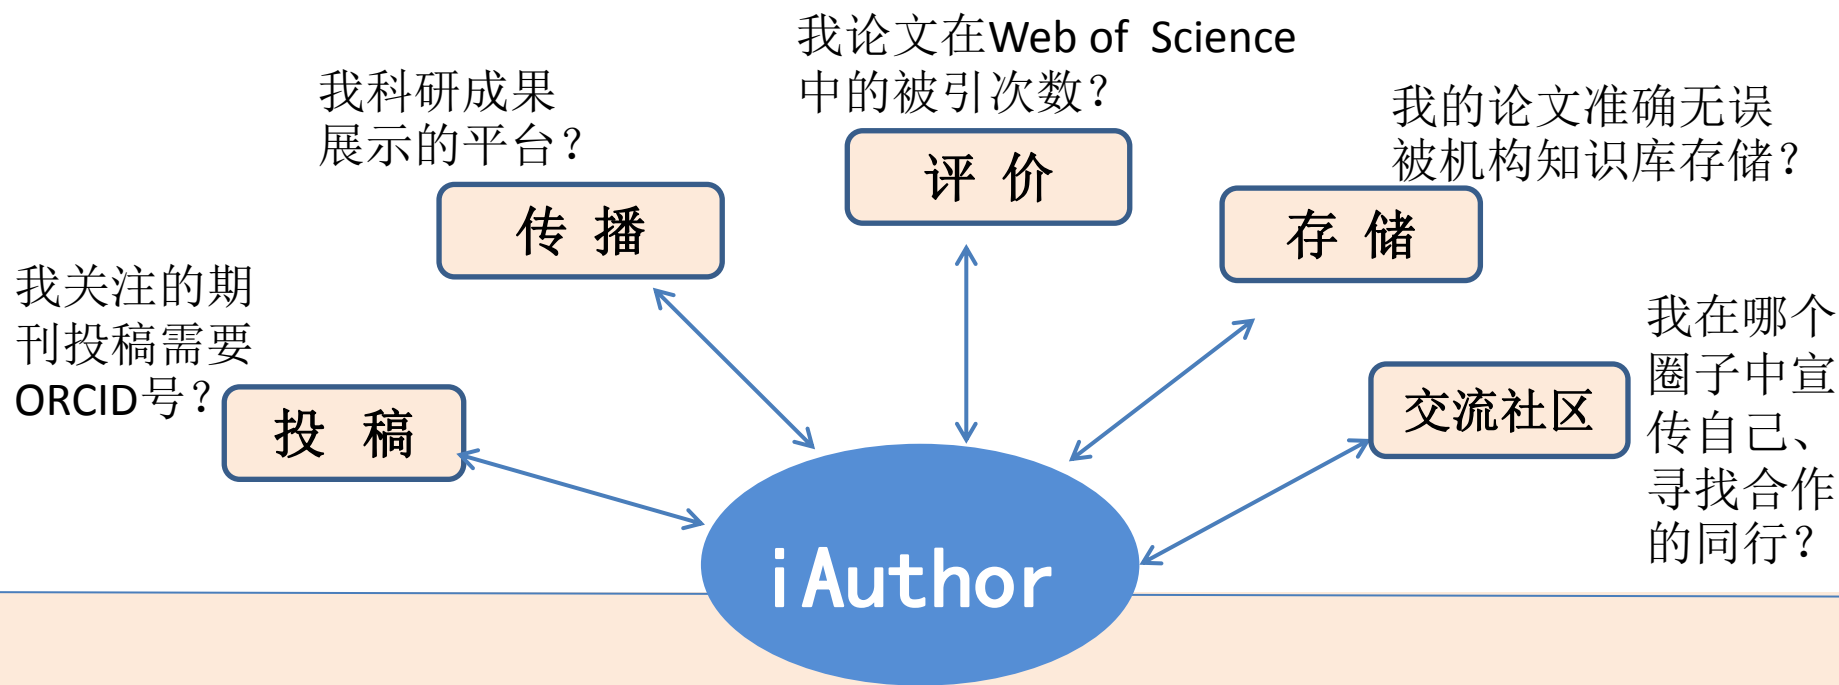 我论文在Web of Science
中的被引次数？
我科研成果
展示的平台？
我的论文准确无误
被机构知识库存储？
评 价
传 播
存 储
我关注的期
刊投稿需要
ORCID号？
投 稿
交流社区
我在哪个
圈子中宣
传自己、
寻找合作
的同行？
iAuthor